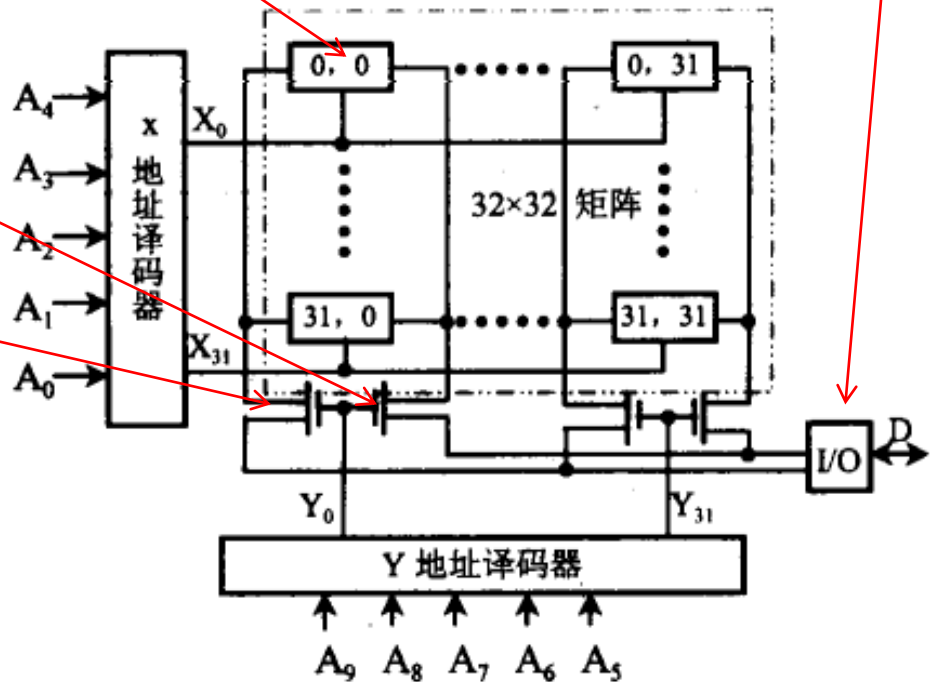 0, 0
0, 31
A₄
X₀
x地址译码器
A₃
32×32 矩阵
A₂
A₁
31, 0
31, 31
X₃₁
A₀
D
I/O
Y₀
Y₃₁
Y 地址译码器
A₉ A₈ A₇ A₆ A₅